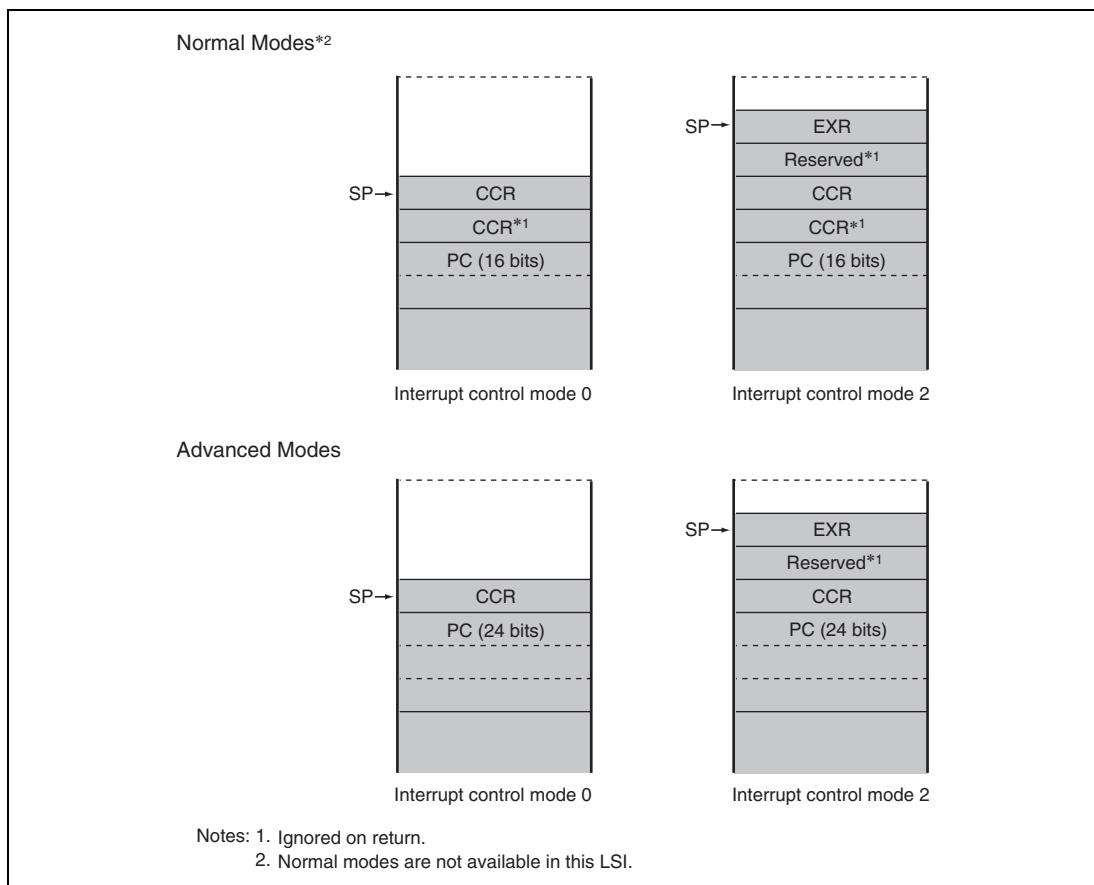 Normal Modes*2
SP→ CCR
CCR*1
PC (16 bits)
Interrupt control mode 0
SP→ EXR
Reserved*1
CCR
CCR*1
PC (16 bits)
Interrupt control mode 2
Advanced Modes
SP→ CCR
PC (24 bits)
Interrupt control mode 0
SP→ EXR
Reserved*1
CCR
PC (24 bits)
Interrupt control mode 2
Notes: 1. Ignored on return.
2. Normal modes are not available in this LSI.